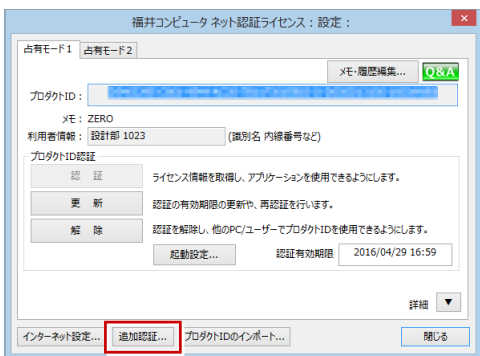 福井コンピュータ ネット認証ライセンス：設定：
占有モード1 占有モード2
メモ・履歴編集... Q&A
プロダクトID：
メモ： ZERO
利用者情報： 設計部 1023 (識別名 内線番号など)
プロダクトID認証
認 証 ライセンス情報を取得し、アプリケーションを使用できるようにします。
更 新 認証の有効期限の更新や、再認証を行います。
解 除 認証を解除し、他のPC/ユーザーでプロダクトIDを使用できるようにします。
起動設定... 認証有効期限 2016/04/29 16:59
詳細 ▼
インターネット設定... 追加認証... プロダクトIDのインポート... 閉じる